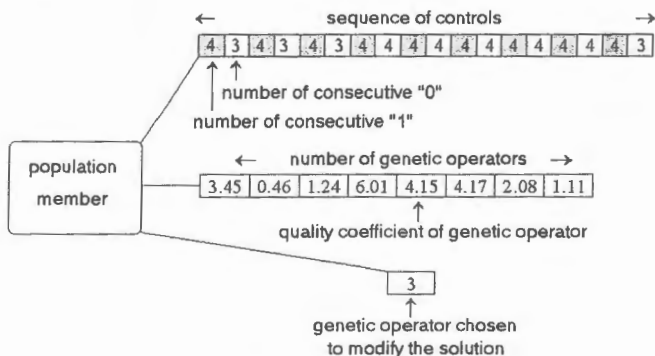 sequence of controls
4 3 4 3 4 3 4 4 4 4 4 4 4 4 4 4 4 3
number of consecutive "0"
number of consecutive "1"
population
member
number of genetic operators
3.45 0.46 1.24 6.01 4.15 4.17 2.08 1.11
quality coefficient of genetic operator
3
genetic operator chosen
to modify the solution